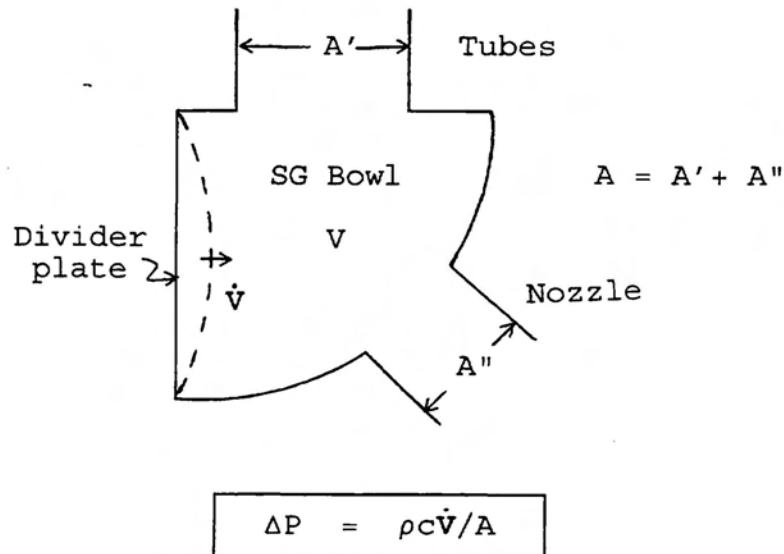 A' Tubes
SG Bowl A = A' + A"
Divider
plate
V
V̇
Nozzle
A"
ΔP = ρcV̇/A